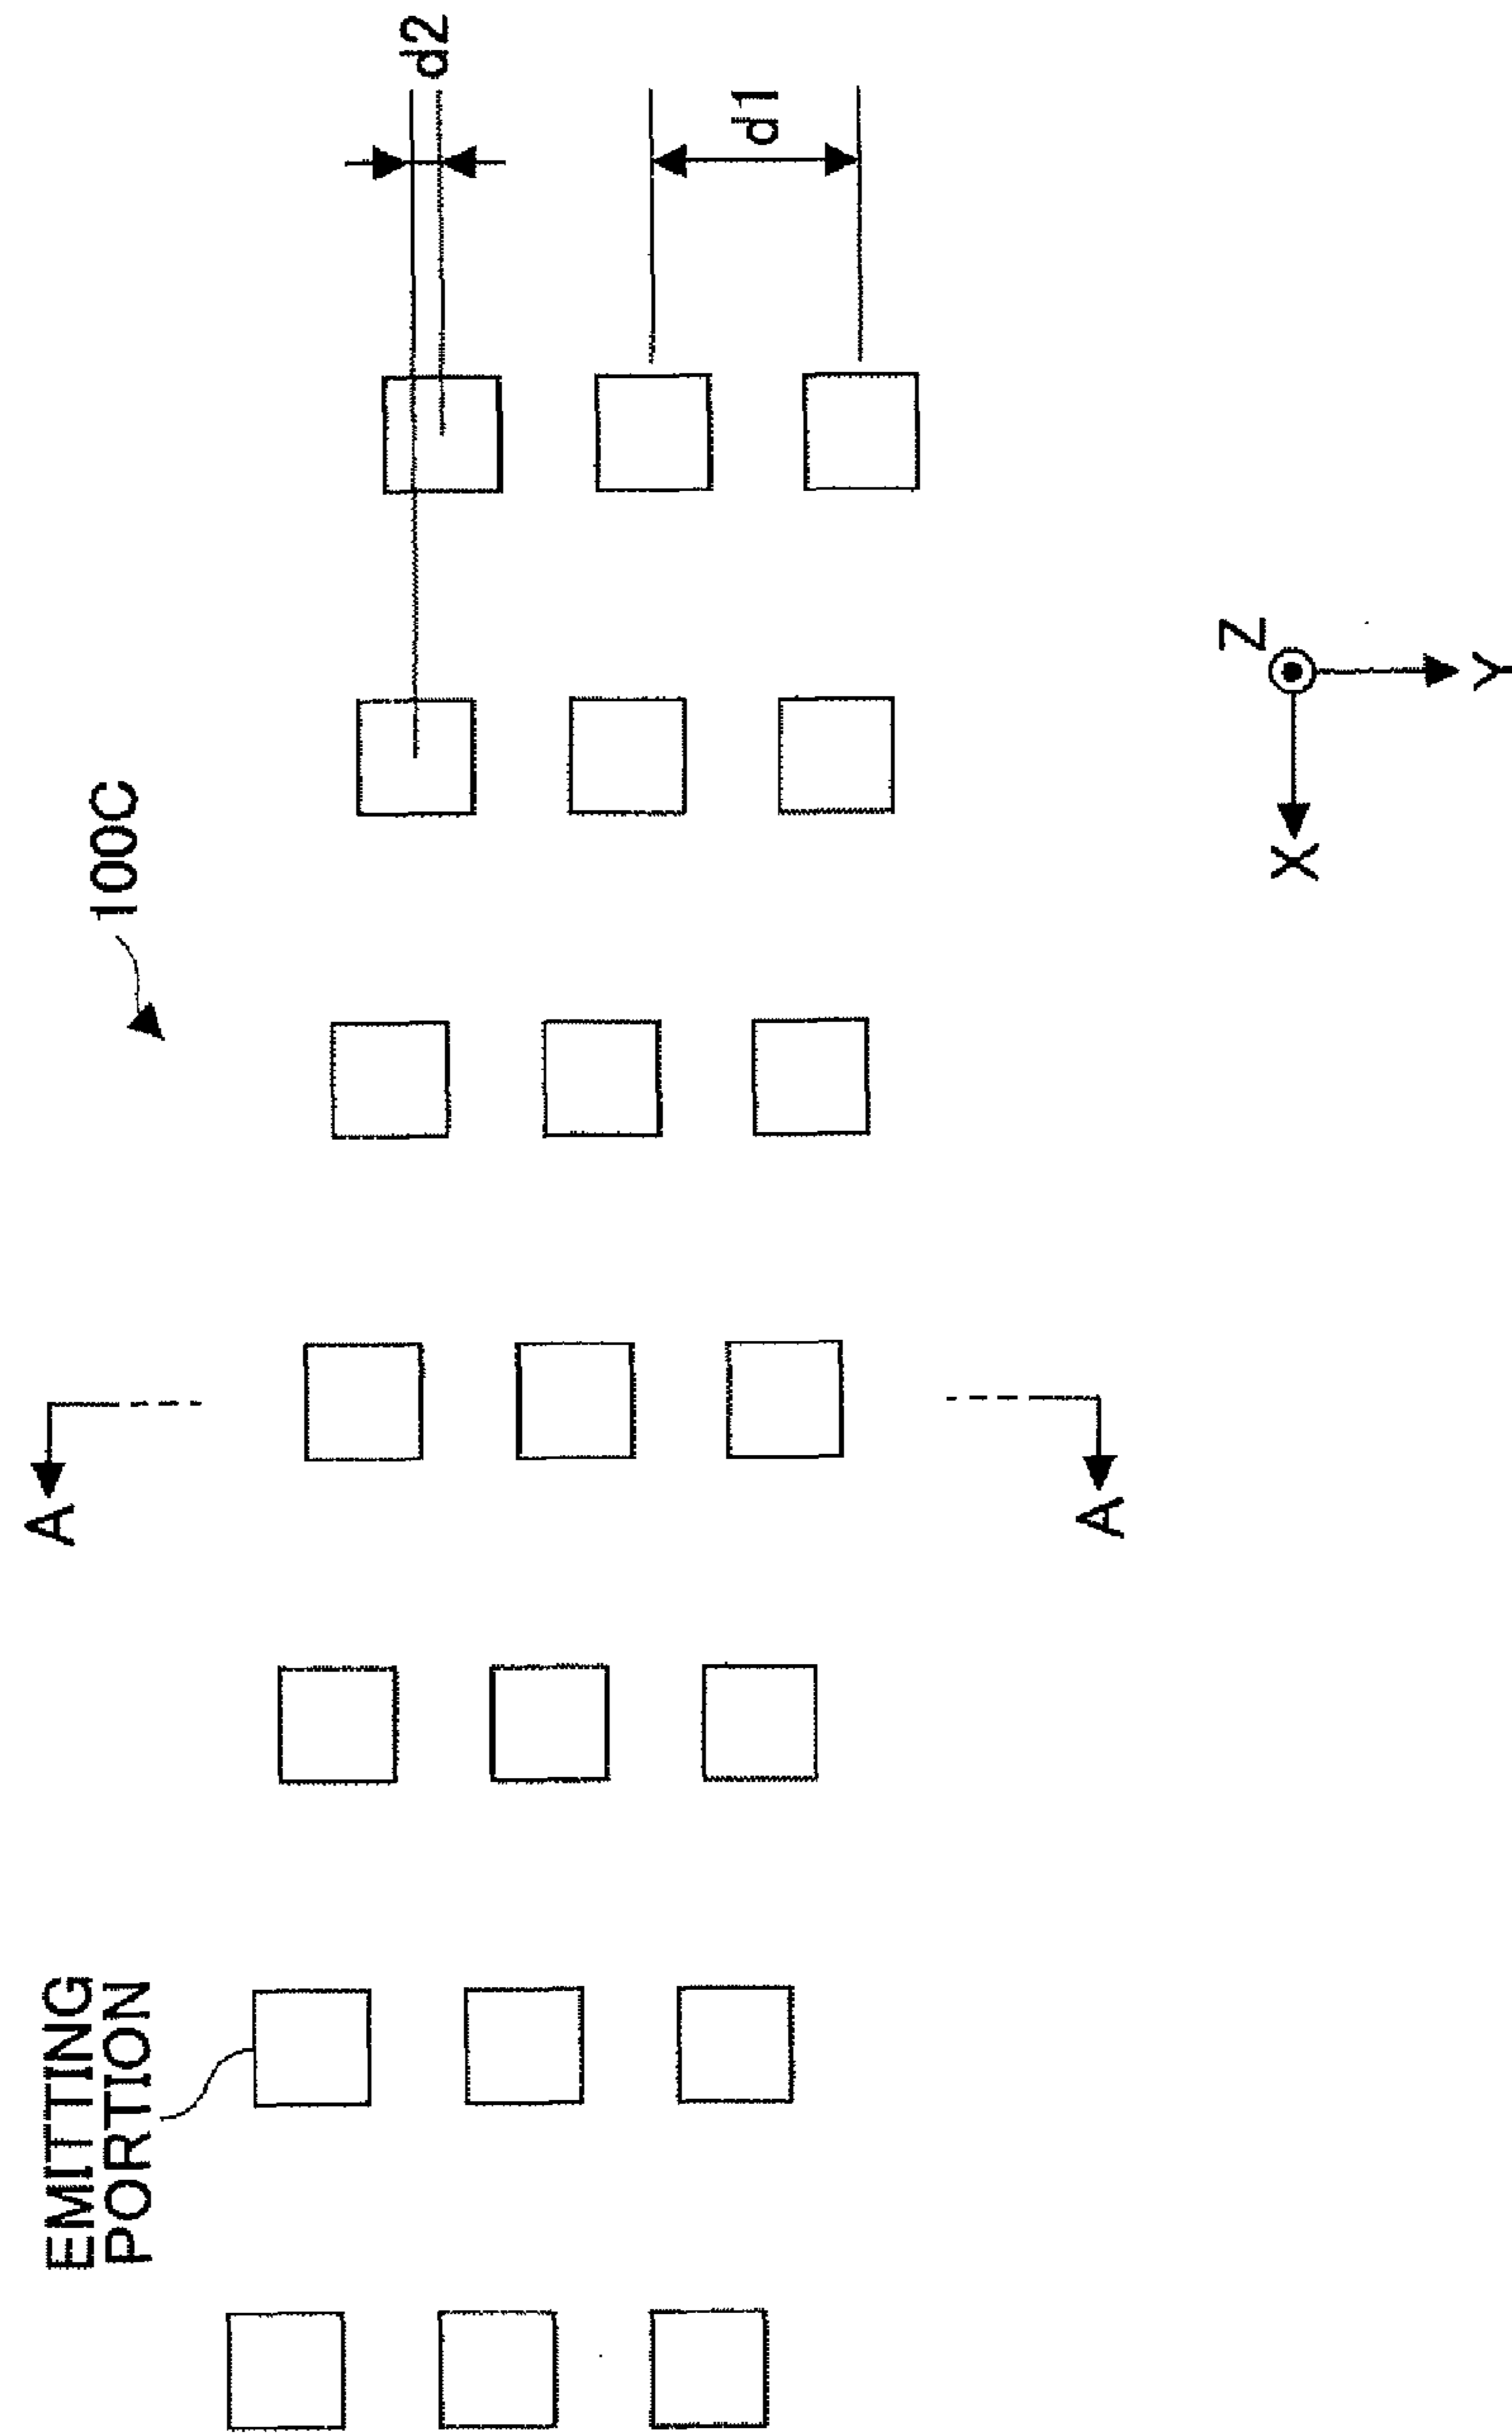 EMITTING
PORTION
A
A
100C
X
Z
Y
d2
d1